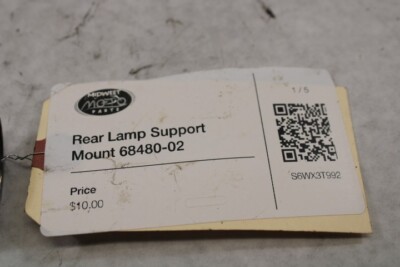 MIDWEST
MOTO
PARTS
Rear Lamp Support
Mount 68480-02
Price
$10.00
1/5
S6WX3T992